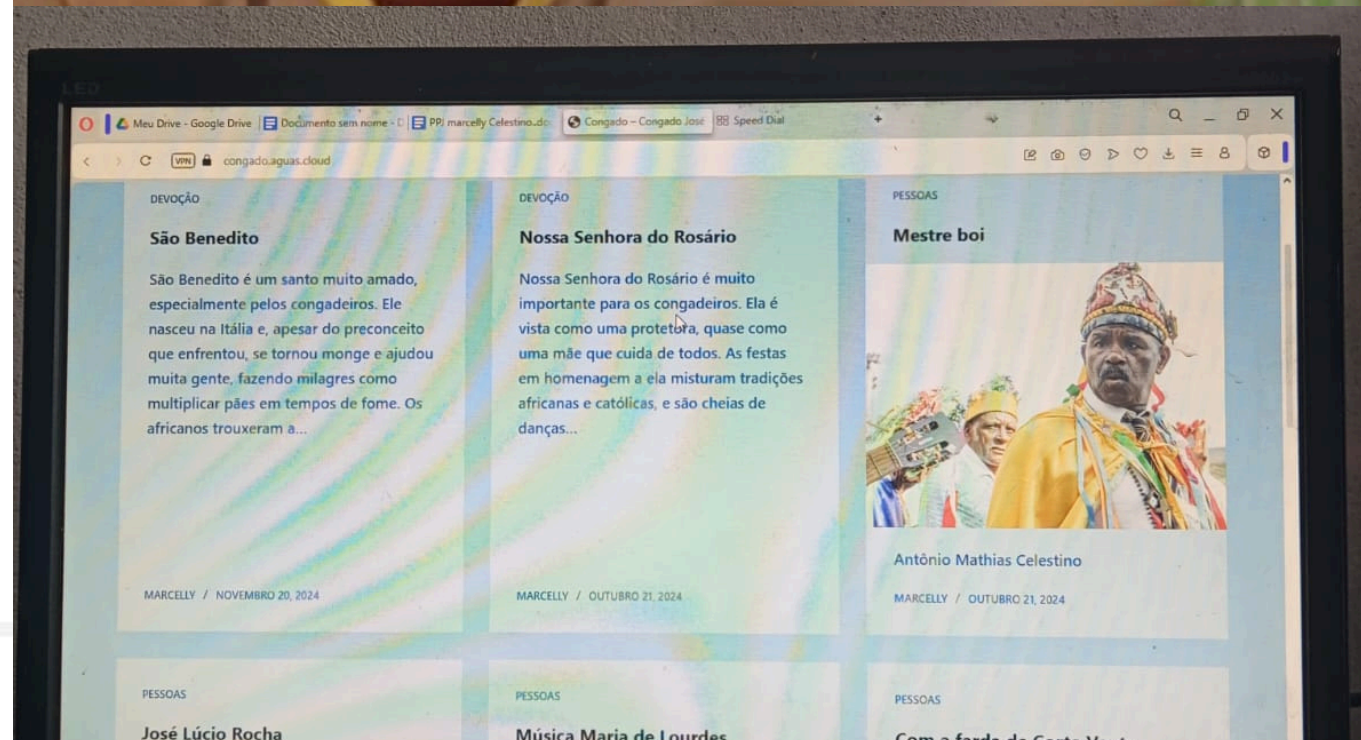 LED
Meu Drive - Google Drive
Documento sem nome - D
PPJ marcelly Celestino.do
Congado – Congado José
Speed Dial
VPN
congado.aguas.cloud
DEVOÇÃO
São Benedito
São Benedito é um santo muito amado,
especialmente pelos congadeiros. Ele
nasceu na Itália e, apesar do preconceito
que enfrentou, se tornou monge e ajudou
muita gente, fazendo milagres como
multiplicar pães em tempos de fome. Os
africanos trouxeram a...
MARCELLY / NOVEMBRO 20, 2024
DEVOÇÃO
Nossa Senhora do Rosário
Nossa Senhora do Rosário é muito
importante para os congadeiros. Ela é
vista como uma protetora, quase como
uma mãe que cuida de todos. As festas
em homenagem a ela misturam tradições
africanas e católicas, e são cheias de
danças...
MARCELLY / OUTUBRO 21, 2024
PESSOAS
Mestre boi
Antônio Mathias Celestino
MARCELLY / OUTUBRO 21, 2024
PESSOAS
José Lúcio Rocha
PESSOAS
Música Maria de Lourdes
PESSOAS
Com a farda do